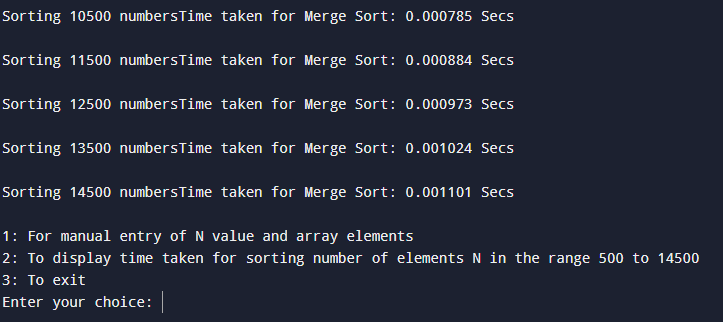 Sorting 10500 numbersTime taken for Merge Sort: 0.000785 Secs
Sorting 11500 numbersTime taken for Merge Sort: 0.000884 Secs
Sorting 12500 numbersTime taken for Merge Sort: 0.000973 Secs
Sorting 13500 numbersTime taken for Merge Sort: 0.001024 Secs
Sorting 14500 numbersTime taken for Merge Sort: 0.001101 Secs
1: For manual entry of N value and array elements
2: To display time taken for sorting number of elements N in the range 500 to 14500
3: To exit
Enter your choice: